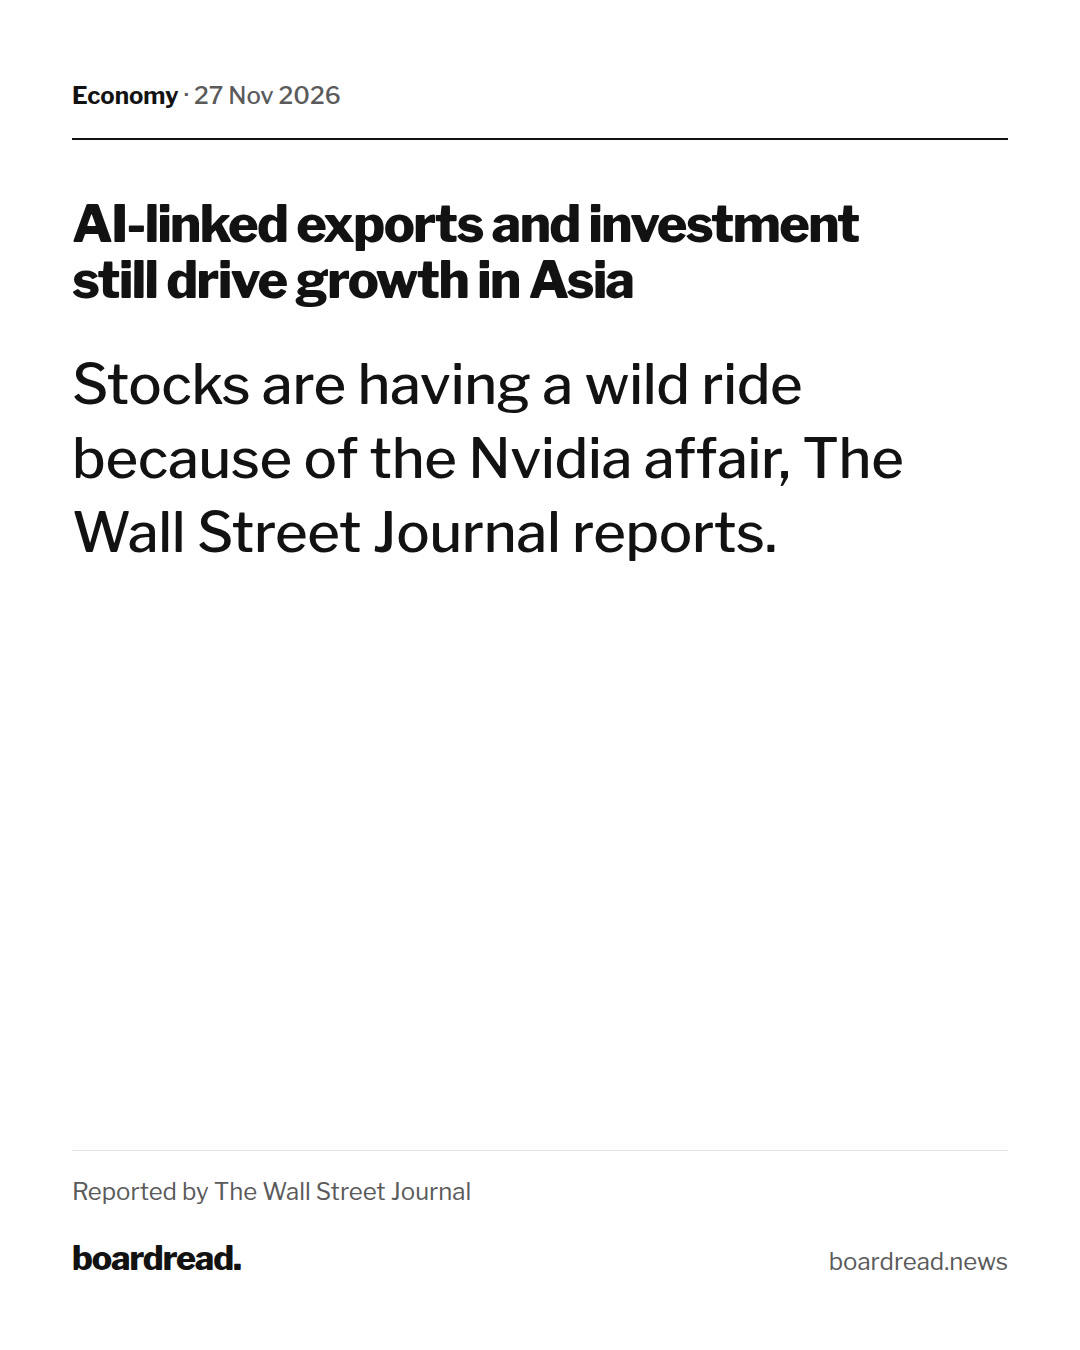 Economy · 27 Nov 2026
AI-linked exports and investment
still drive growth in Asia
Stocks are having a wild ride
because of the Nvidia affair, The
Wall Street Journal reports.
Reported by The Wall Street Journal
boardread.
boardread.news